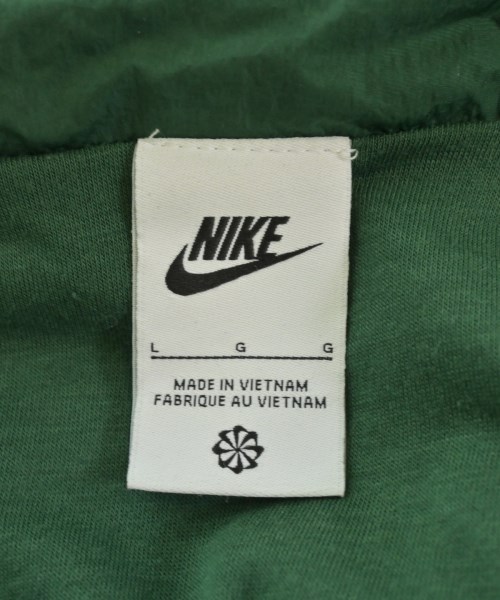 NIKE
L G G
MADE IN VIETNAM
FABRIQUE AU VIETNAM